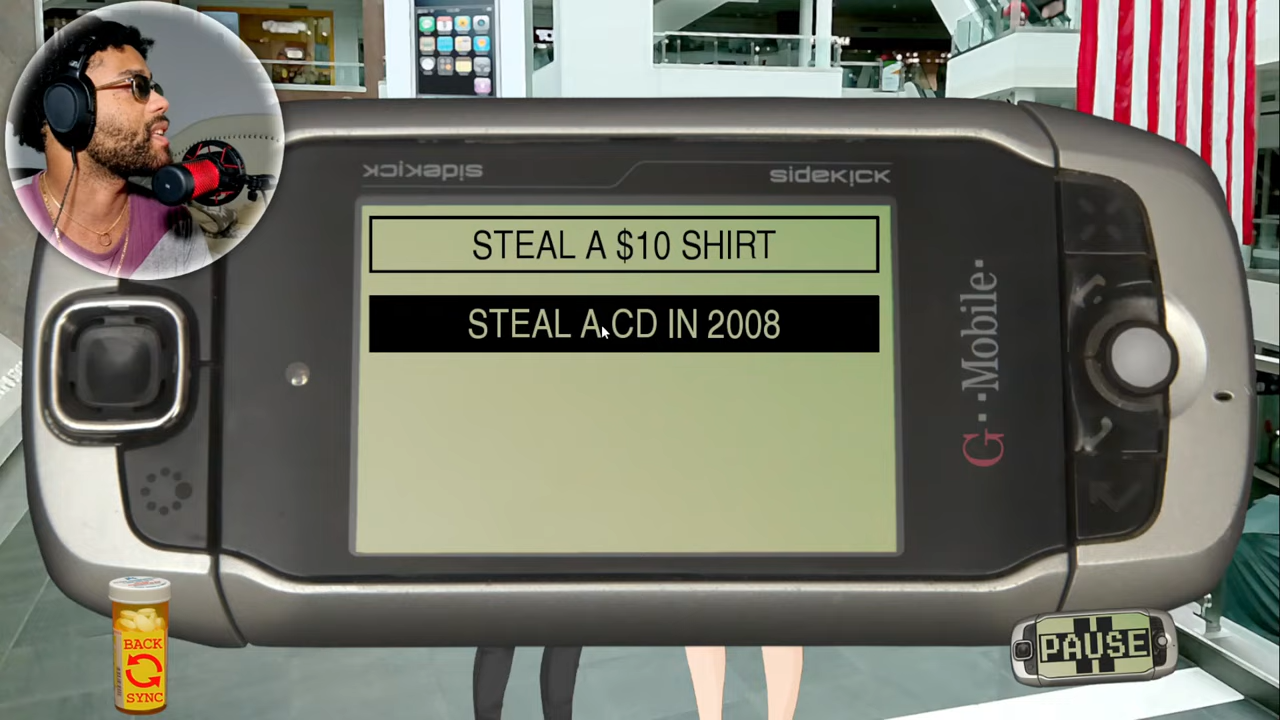 sidekick
sidekick
STEAL A $10 SHIRT
STEAL A CD IN 2008
G··Mobile·
BACK
SYNC
PAUSE